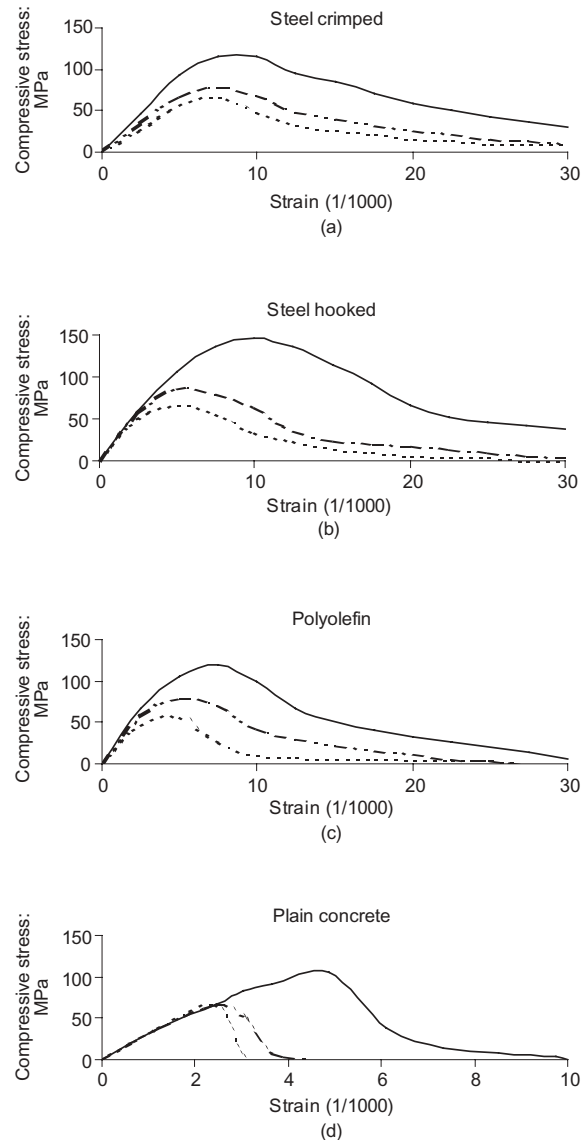 Steel crimped
Compressive stress:
MPa
150
100
50
0
0 10 20 30
Strain (1/1000)
(a)
Steel hooked
Compressive stress:
MPa
150
100
50
0
0 10 20 30
Strain (1/1000)
(b)
Polyolefin
Compressive stress:
MPa
150
100
50
0
0 10 20 30
Strain (1/1000)
(c)
Plain concrete
Compressive stress:
MPa
150
100
50
0
0 2 4 6 8 10
Strain (1/1000)
(d)